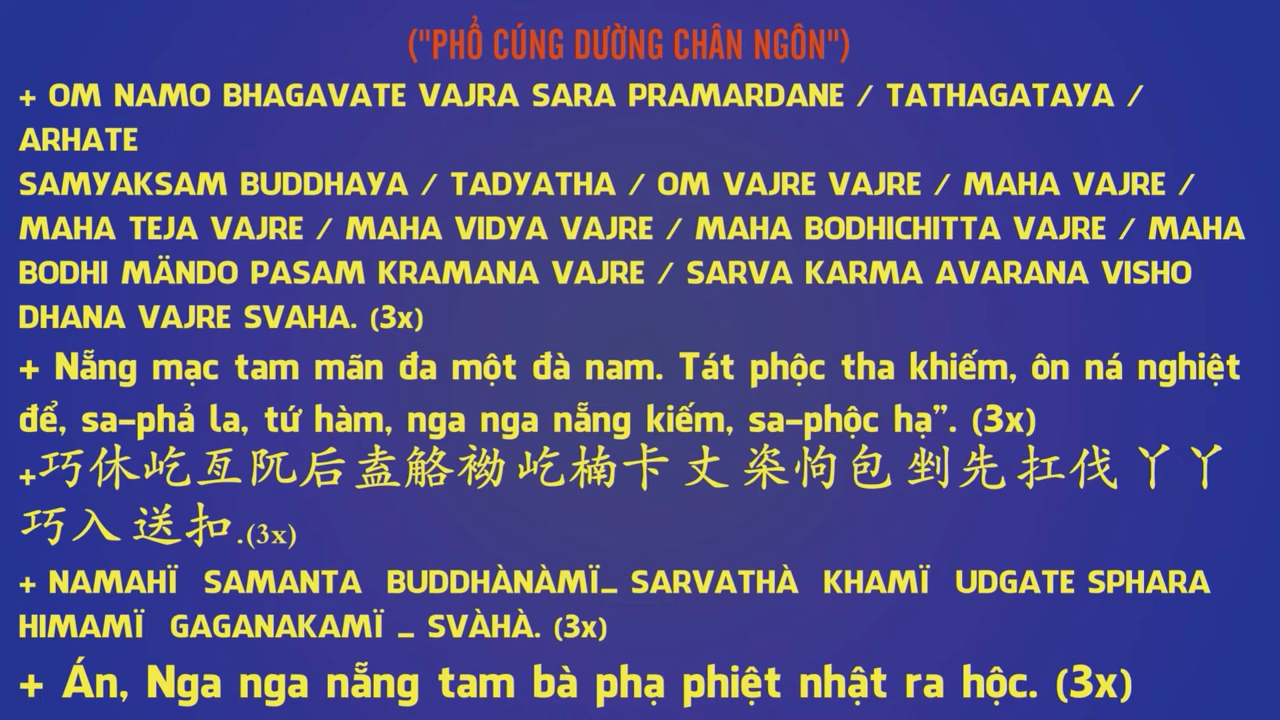 ("PHỔ CÚNG DƯỜNG CHÂN NGÔN")
+ OM NAMO BHAGAVATE VAJRA SARA PRAMARDANE / TATHAGATAYA /
ARHATE
SAMYAKSAM BUDDHAYA / TADYATHA / OM VAJRE VAJRE / MAHA VAJRE /
MAHA TEJA VAJRE / MAHA VIDYA VAJRE / MAHA BODHICHITTA VAJRE / MAHA
BODHI MÄNDO PASAM KRAMANA VAJRE / SARVA KARMA AVARANA VISHO
DHANA VAJRE SVAHA. (3x)
+ Nẵng mạc tam mãn đa một đà nam. Tát phộc tha khiếm, ôn ná nghiệt
để, sa-phả la, tứ hàm, nga nga nẵng kiếm, sa-phộc hạ”. (3x)
+巧休屹亙阢后盍觡袎 屹楠卡 丈 栥怐 包 剉先 扛伐 丫丫
巧入 送扣.(3x)
+ NAMAHÏ SAMANTA BUDDHÀNÀMÏ_ SARVATHÀ KHAMÏ UDGATE SPHARA
HIMAMÏ GAGANAKAMÏ _ SVÀHÀ. (3x)
+ Án, Nga nga nẵng tam bà phạ phiệt nhật ra hộc. (3x)